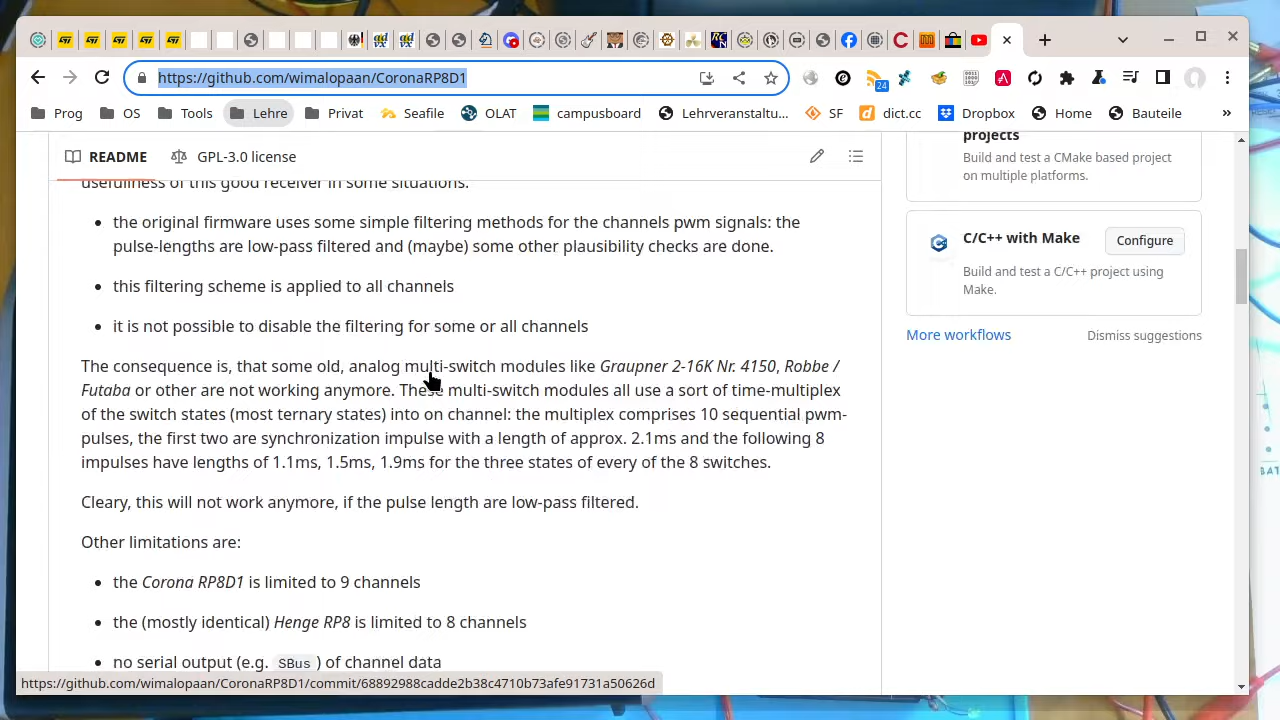 https://github.com/wimalopaan/CoronaRP8D1
24
Prog
OS
Tools
Lehre
Privat
Seafile
OLAT
campusboard
Lehrveranstaltu...
SF
dict.cc
Dropbox
Home
Bauteile
»
README
GPL-3.0 license
usefulness of this good receiver in some situations.
• the original firmware uses some simple filtering methods for the channels pwm signals: the
pulse-lengths are low-pass filtered and (maybe) some other plausibility checks are done.
• this filtering scheme is applied to all channels
• it is not possible to disable the filtering for some or all channels
The consequence is, that some old, analog multi-switch modules like Graupner 2-16K Nr. 4150, Robbe /
Futaba or other are not working anymore. These multi-switch modules all use a sort of time-multiplex
of the switch states (most ternary states) into on channel: the multiplex comprises 10 sequential pwm-
pulses, the first two are synchronization impulse with a length of approx. 2.1ms and the following 8
impulses have lengths of 1.1ms, 1.5ms, 1.9ms for the three states of every of the 8 switches.
Cleary, this will not work anymore, if the pulse length are low-pass filtered.
Other limitations are:
• the Corona RP8D1 is limited to 9 channels
• the (mostly identical) Henge RP8 is limited to 8 channels
• no serial output (e.g. SBus) of channel data
projects
Build and test a CMake based project
on multiple platforms.
C/C++ with Make
Configure
Build and test a C/C++ project using
Make.
More workflows
Dismiss suggestions
https://github.com/wimalopaan/CoronaRP8D1/commit/68892988cadde2b38c4710b73afe91731a50626d